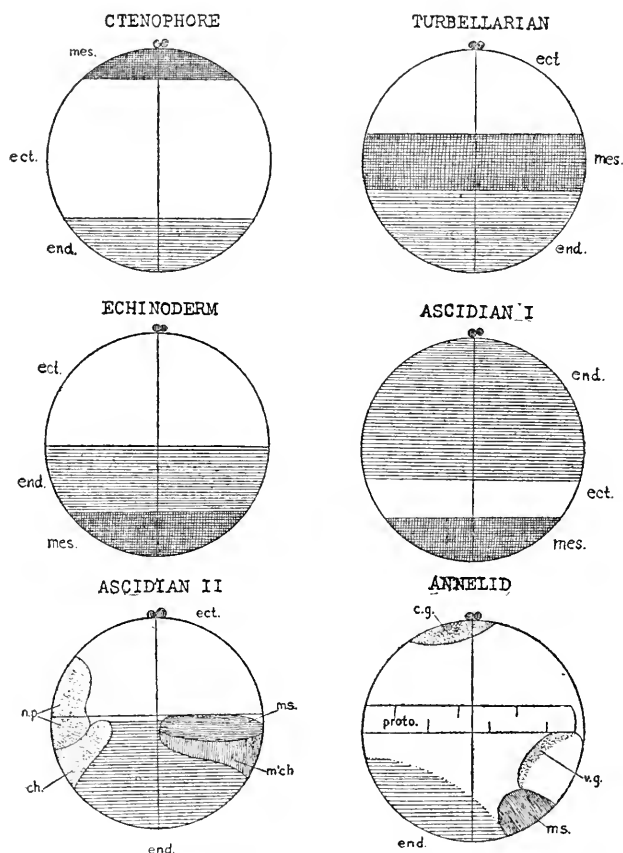 CTENOPHORE
mes.
ect.
end.
TURBELLARIAN
ect
mes.
end.
ECHINODERM
ect.
end.
mes.
ASCIDIAN I
end.
ect.
mes.
ASCIDIAN II
ect.
n.p.
ms.
m'ch
ch.
end.
ANNELID
c.g.
proto.
v.g.
ms.
end.